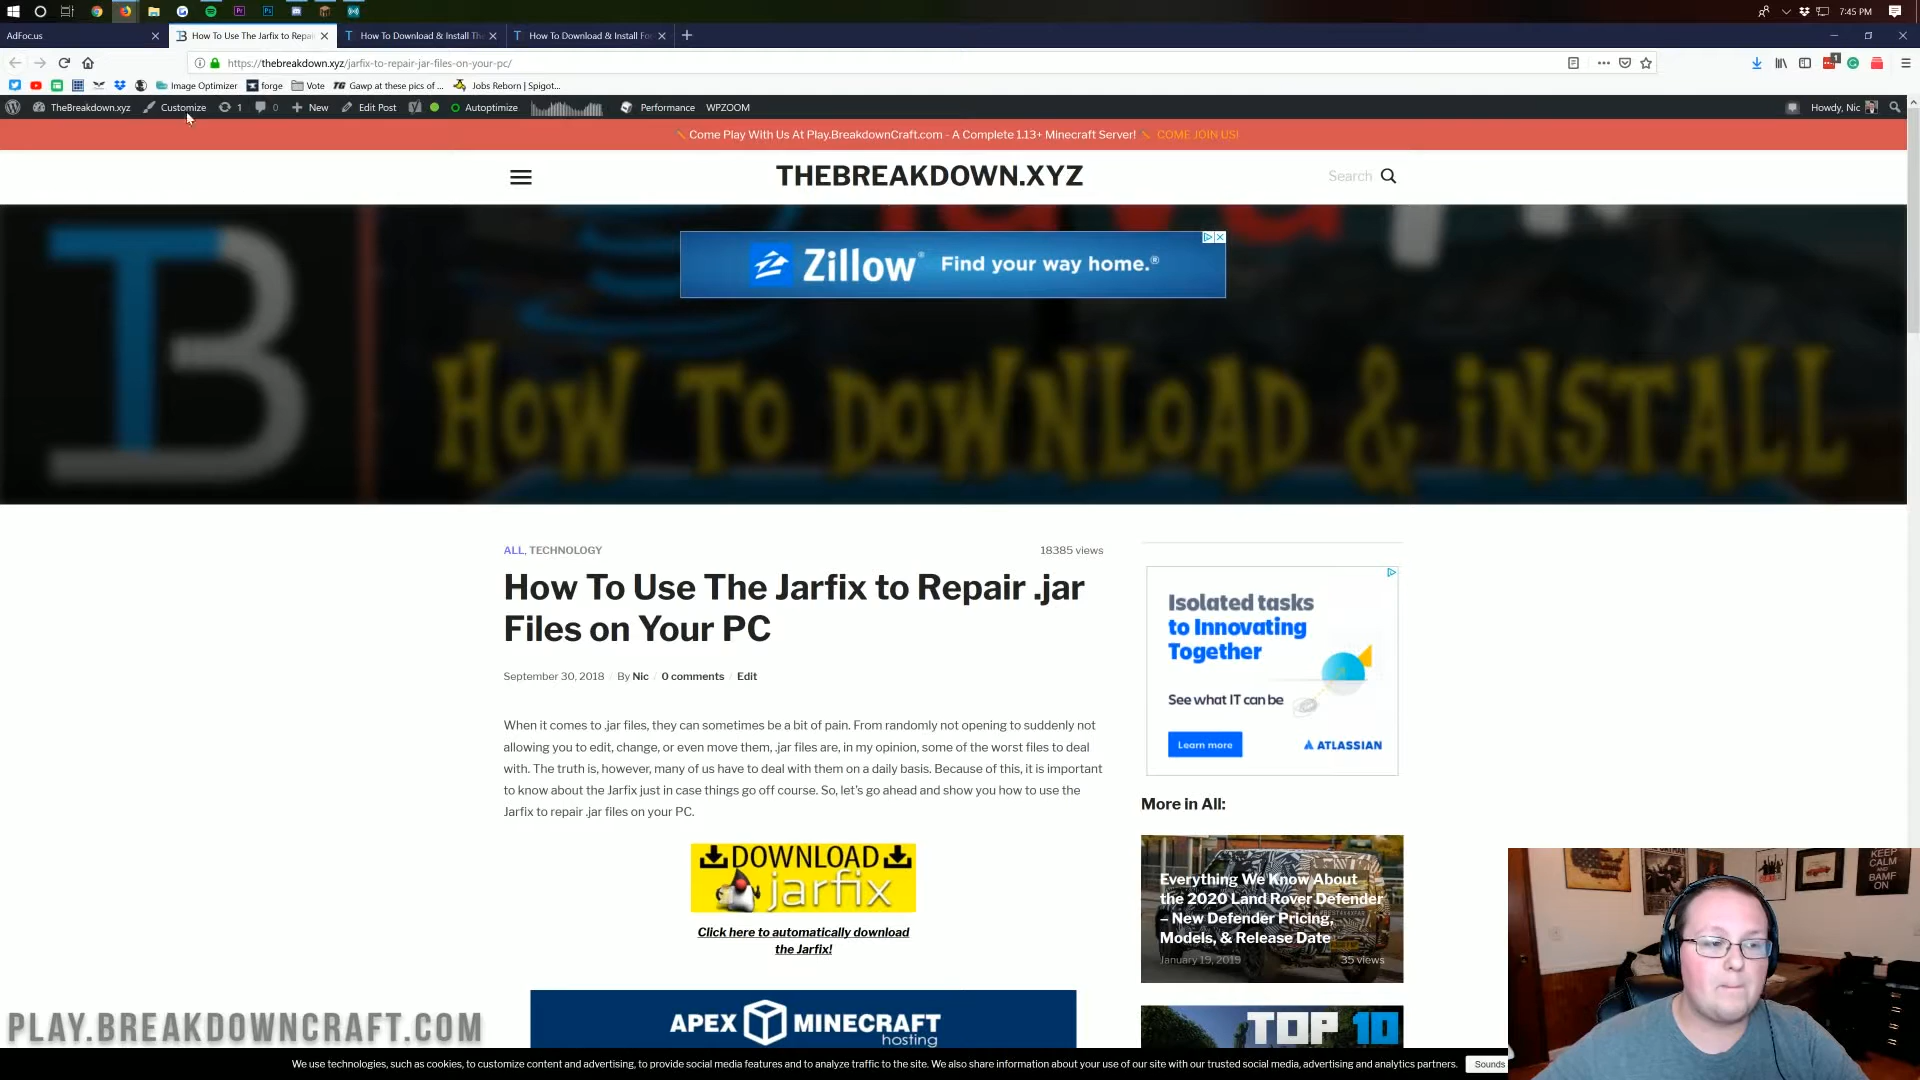 7:45 PM
AdFoc.us
How To Use The Jarfix to Repai
How To Download & Install Th
How To Download & Install Fo
https://thebreakdown.xyz/jarfix-to-repair-jar-files-on-your-pc/
Image Optimizer
forge
Vote
TG Gawp at these pics of ...
Jobs Reborn | Spigot...
TheBreakdown.xyz
Customize
1
0
New
Edit Post
Autoptimize
Performance
WPZOOM
Howdy, Nic
Come Play With Us At Play.BreakdownCraft.com - A Complete 1.13+ Minecraft Server!
COME JOIN US!
THEBREAKDOWN.XYZ
Search
Zillow
Find your way home.®
HOW TO DOWNLOAD & INSTALL
ALL, TECHNOLOGY
18385 views
How To Use The Jarfix to Repair .jar
Files on Your PC
September 30, 2018 / By Nic / 0 comments / Edit
When it comes to .jar files, they can sometimes be a bit of pain. From randomly not opening to suddenly not
allowing you to edit, change, or even move them, .jar files are, in my opinion, some of the worst files to deal
with. The truth is, however, many of us have to deal with them on a daily basis. Because of this, it is important
to know about the Jarfix just in case things go off course. So, let's go ahead and show you how to use the
Jarfix to repair .jar files on your PC.
DOWNLOAD
jarfix
Click here to automatically download
the Jarfix!
APEX MINECRAFT
hosting
Isolated tasks
to Innovating
Together
See what IT can be
Learn more
ATLASSIAN
More in All:
Everything We Know About
the 2020 Land Rover Defender
– New Defender Pricing,
Models, & Release Date
January 19, 2019
35 views
TOP 10
KEEP
CALM
AND
BAMF
ON
PLAY.BREAKDOWNCRAFT.COM
We use technologies, such as cookies, to customize content and advertising, to provide social media features and to analyze traffic to the site. We also share information about your use of our site with our trusted social media, advertising and analytics partners.
Sounds